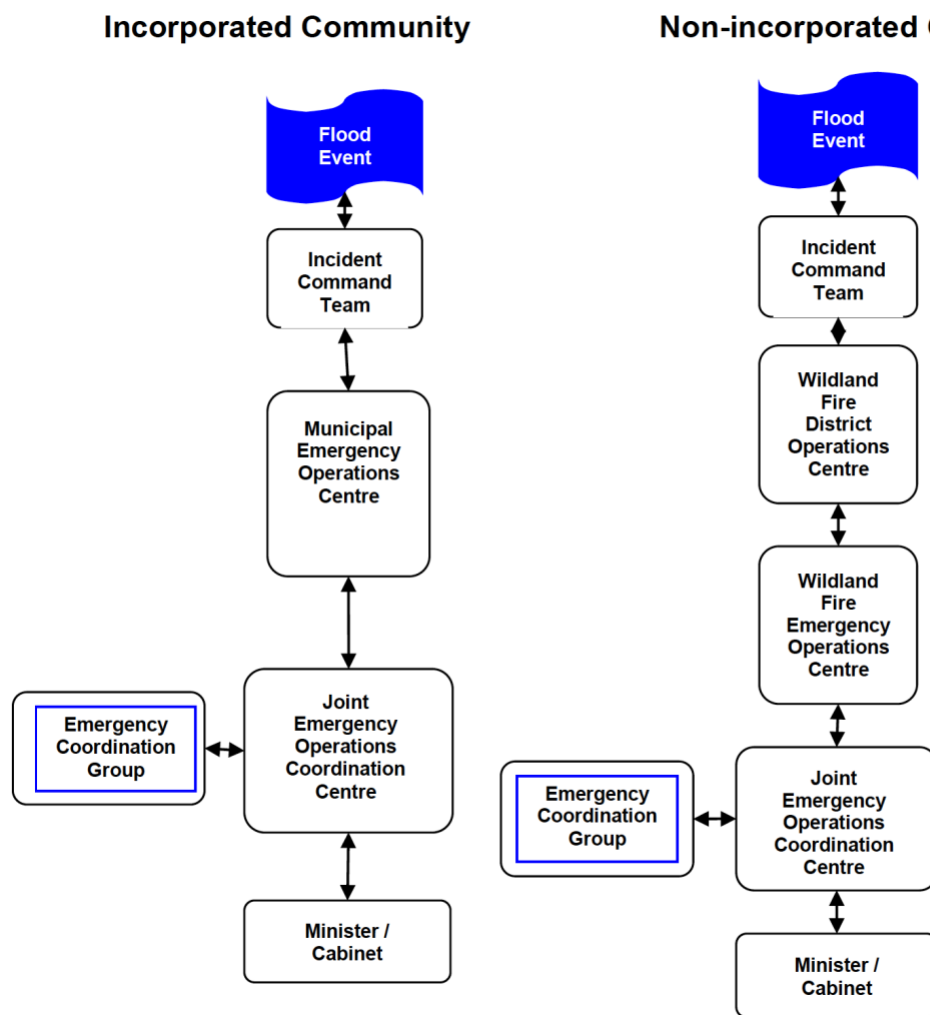 Incorporated Community
Flood
Event
Incident
Command
Team
Municipal
Emergency
Operations
Centre
Joint
Emergency
Operations
Coordination
Centre
Emergency
Coordination
Group
Minister /
Cabinet
Non-incorporated
Flood
Event
Incident
Command
Team
Wildland
Fire
District
Operations
Centre
Wildland
Fire
Emergency
Operations
Centre
Joint
Emergency
Operations
Coordination
Centre
Emergency
Coordination
Group
Minister /
Cabinet